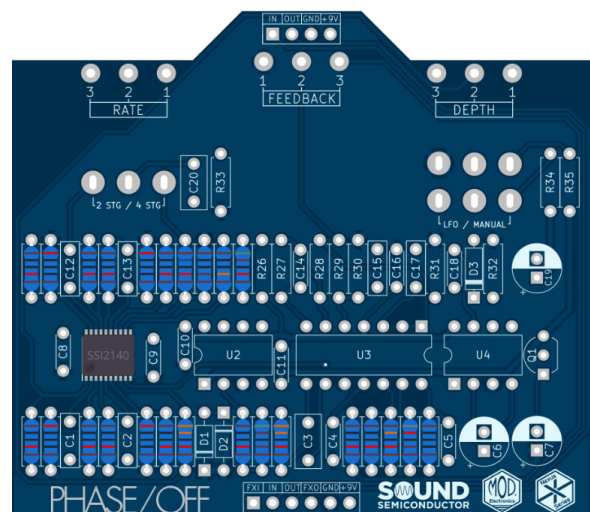 IN OUT GND +9V
1 2 3
FEEDBACK
3 2 1
RATE
3 2 1
DEPTH
2 STG / 4 STG
C20
R33
LFO / MANUAL
R34
R35
C12
C13
R26
R27
C14
R28
R29
R30
C15
C16
C17
R31
C18
D3
R32
C19
C8
SSI2140
C9
C10
U2
C11
U3
U4
Q1
C1
C2
D1
D2
C3
C4
C5
C6
C7
PHASE/OFF
FXI IN OUT FXO GND +9V
SOUND
SEMICONDUCTOR
MOD.
Electronics